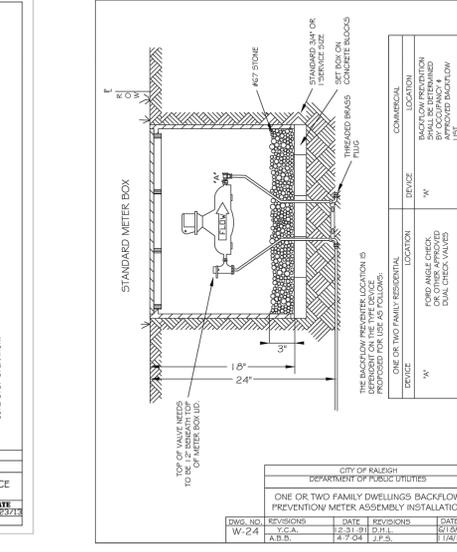 STANDARD METER BOX
R
O
W
#67 STONE
STANDARD 3/4" OR
1" SERVICE SIZE
SET BOX ON
CONCRETE BLOCKS
THREADED BRASS
PLUG
"A"
FLOW
3"
18"
24"
TOP OF VALVE NEEDS
TO BE 12" BENEATH TOP
OF METER BOX LID.
THE BACKFLOW PREVENTER LOCATION IS
DEPENDENT ON THE TYPE DEVICE
PROPOSED FOR USE AS FOLLOWS:
ONE OR TWO FAMILY RESIDENTIAL
COMMERCIAL
DEVICE LOCATION DEVICE LOCATION
"A"
FORD ANGLE CHECK
OR OTHER APPROVED
DUAL CHECK VALVES
"A"
BACKFLOW PREVENTION
SHALL BE DETERMINED
BY OCCUPANCY &
APPROVED BACKFLOW
CITY OF RALEIGH
DEPARTMENT OF PUBLIC UTILITIES
ONE OR TWO FAMILY DWELLINGS BACKFLOW
PREVENTION/ METER ASSEMBLY INSTALLATIO
DWG. NO. REVISIONS DATE REVISIONS DATE
W-24 Y.C.A. 12-31-91 D.H.L.
A.B.B. 4-7-04 J.P.S.